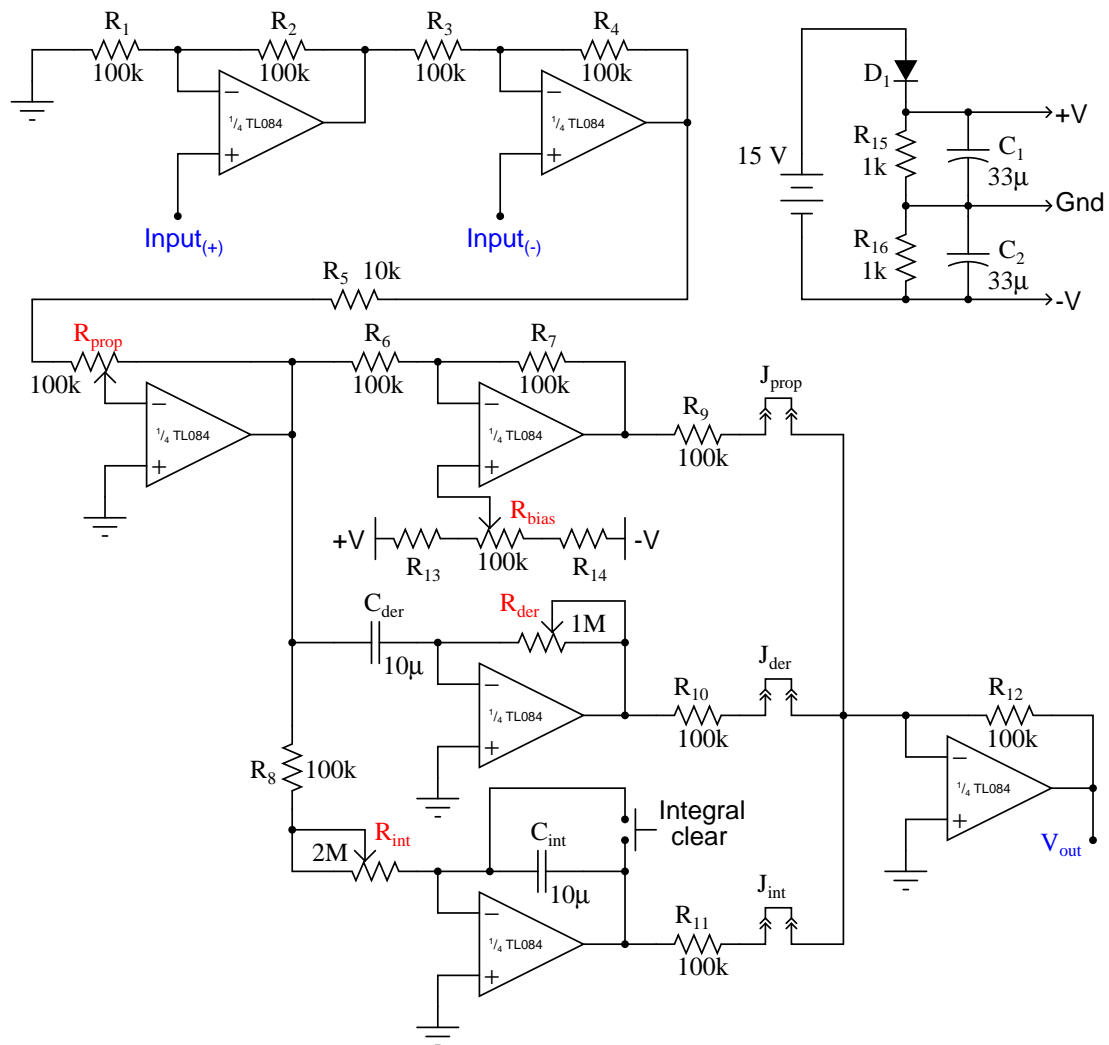 R1
100k
R2
100k
R3
100k
R4
100k
1/4 TL084
1/4 TL084
Input(+)
Input(-)
15 V
D1
+V
R15
1k
C1
33μ
Gnd
R16
1k
C2
33μ
-V
R5 10k
Rprop
100k
1/4 TL084
R6
100k
R7
100k
1/4 TL084
R9
100k
Jprop
+V
R13
Rbias
100k
R14
-V
Cder
10μ
Rder
1M
1/4 TL084
R10
100k
Jder
R12
100k
1/4 TL084
Vout
R8 100k
Rint
2M
Cint
10μ
Integral
clear
1/4 TL084
R11
100k
Jint